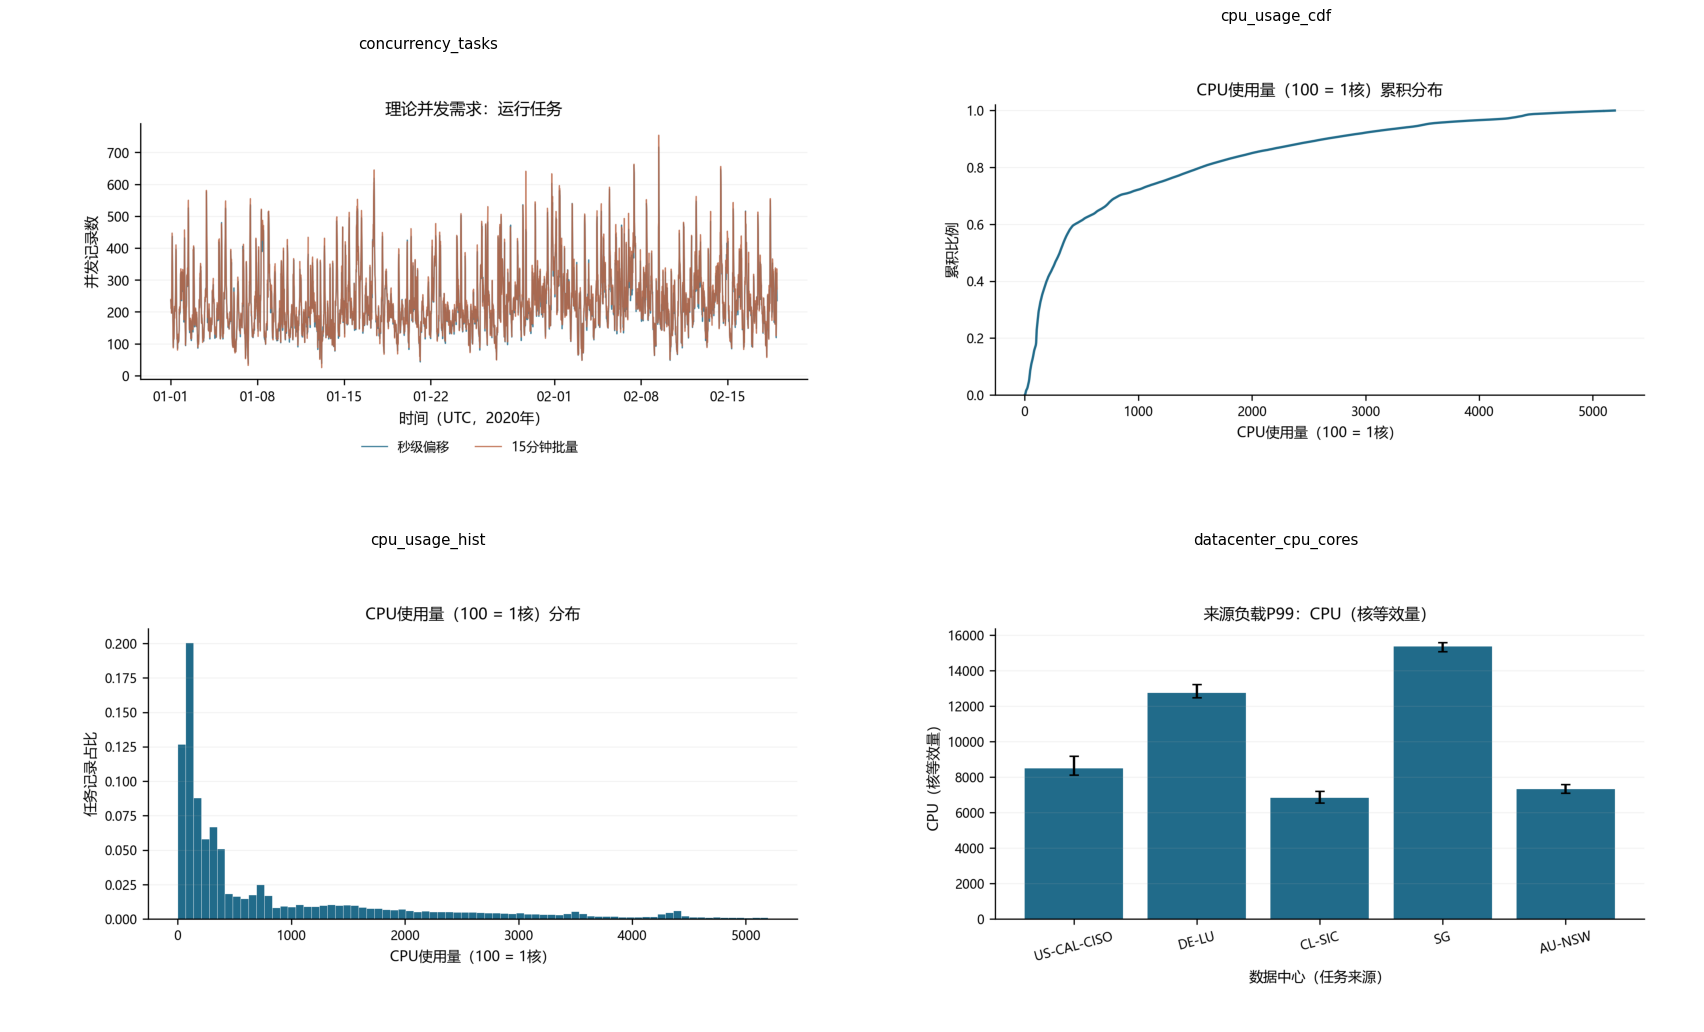 concurrency_tasks
理论并发需求：运行任务
并发记录数
700
600
500
400
300
200
100
0
01-01 01-08 01-15 01-22 02-01 02-08 02-15
时间（UTC，2020年）
秒级偏移 15分钟批量
cpu_usage_cdf
CPU使用量（100 = 1核）累积分布
累积比例
1.0
0.8
0.6
0.4
0.2
0.0
0 1000 2000 3000 4000 5000
CPU使用量（100 = 1核）
cpu_usage_hist
CPU使用量（100 = 1核）分布
任务记录占比
0.200
0.175
0.150
0.125
0.100
0.075
0.050
0.025
0.000
0 1000 2000 3000 4000 5000
CPU使用量（100 = 1核）
datacenter_cpu_cores
来源负载P99：CPU（核等效量）
CPU（核等效量）
16000
14000
12000
10000
8000
6000
4000
2000
0
US-CAL-CISO DE-LU CL-SIC SG AU-NSW
数据中心（任务来源）